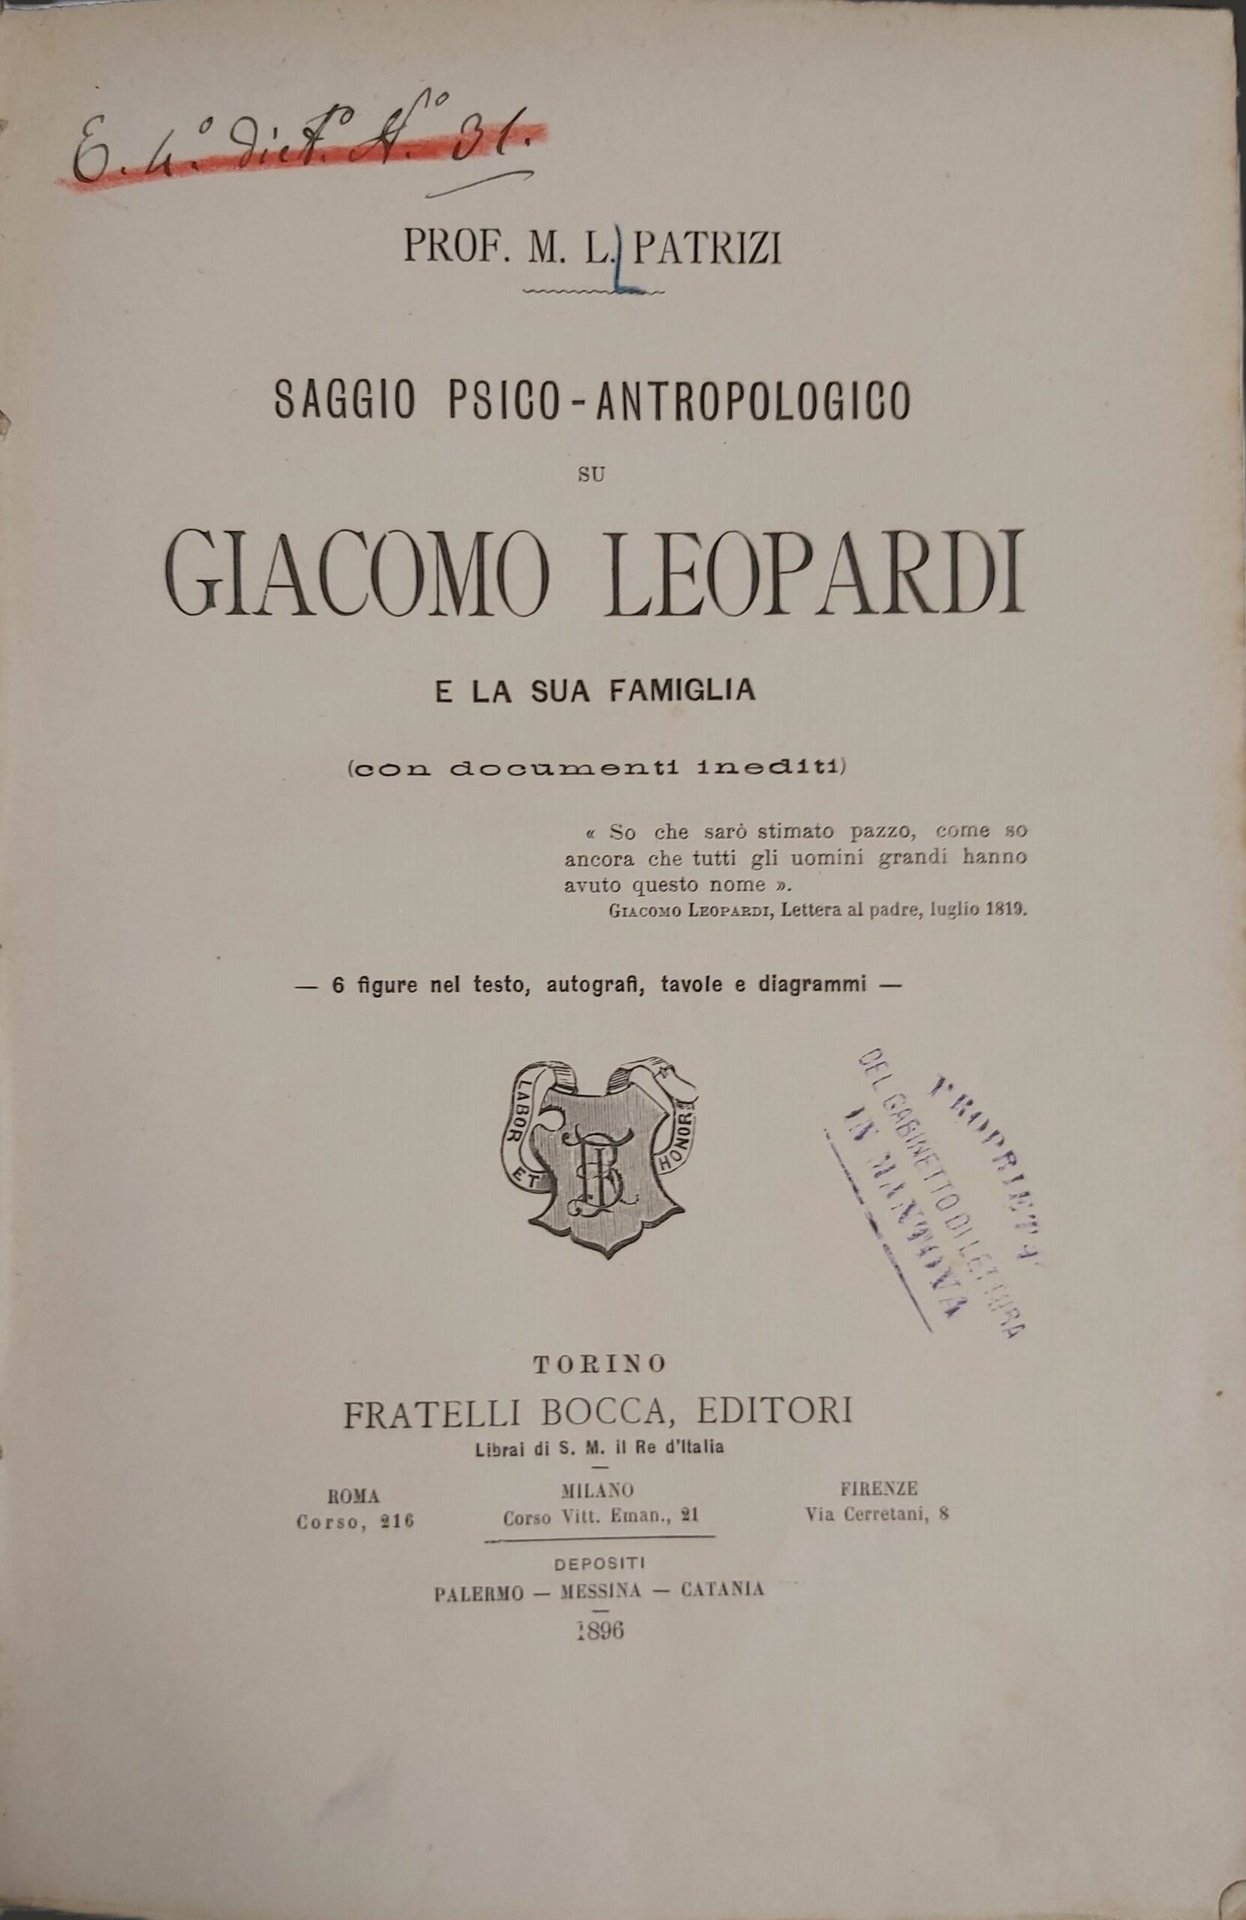 E. 4.° diet.° N.° 31.
PROF. M. L. PATRIZI
SAGGIO PSICO-ANTROPOLOGICO
SU
GIACOMO LEOPARDI
E LA SUA FAMIGLIA
(con documenti inediti)
« So che sarò stimato pazzo, come so
ancora che tutti gli uomini grandi hanno
avuto questo nome ».
GIACOMO LEOPARDI, Lettera al padre, luglio 1819.
— 6 figure nel testo, autografi, tavole e diagrammi —
LABOR ET HONOR
PROPRIETA'
DEL GABINETTO DI LETTURA
IN MANTOVA
TORINO
FRATELLI BOCCA, EDITORI
Librai di S. M. il Re d'Italia
ROMA MILANO FIRENZE
Corso, 216 Corso Vitt. Eman., 21 Via Cerretani, 8
DEPOSITI
PALERMO — MESSINA — CATANIA
1896